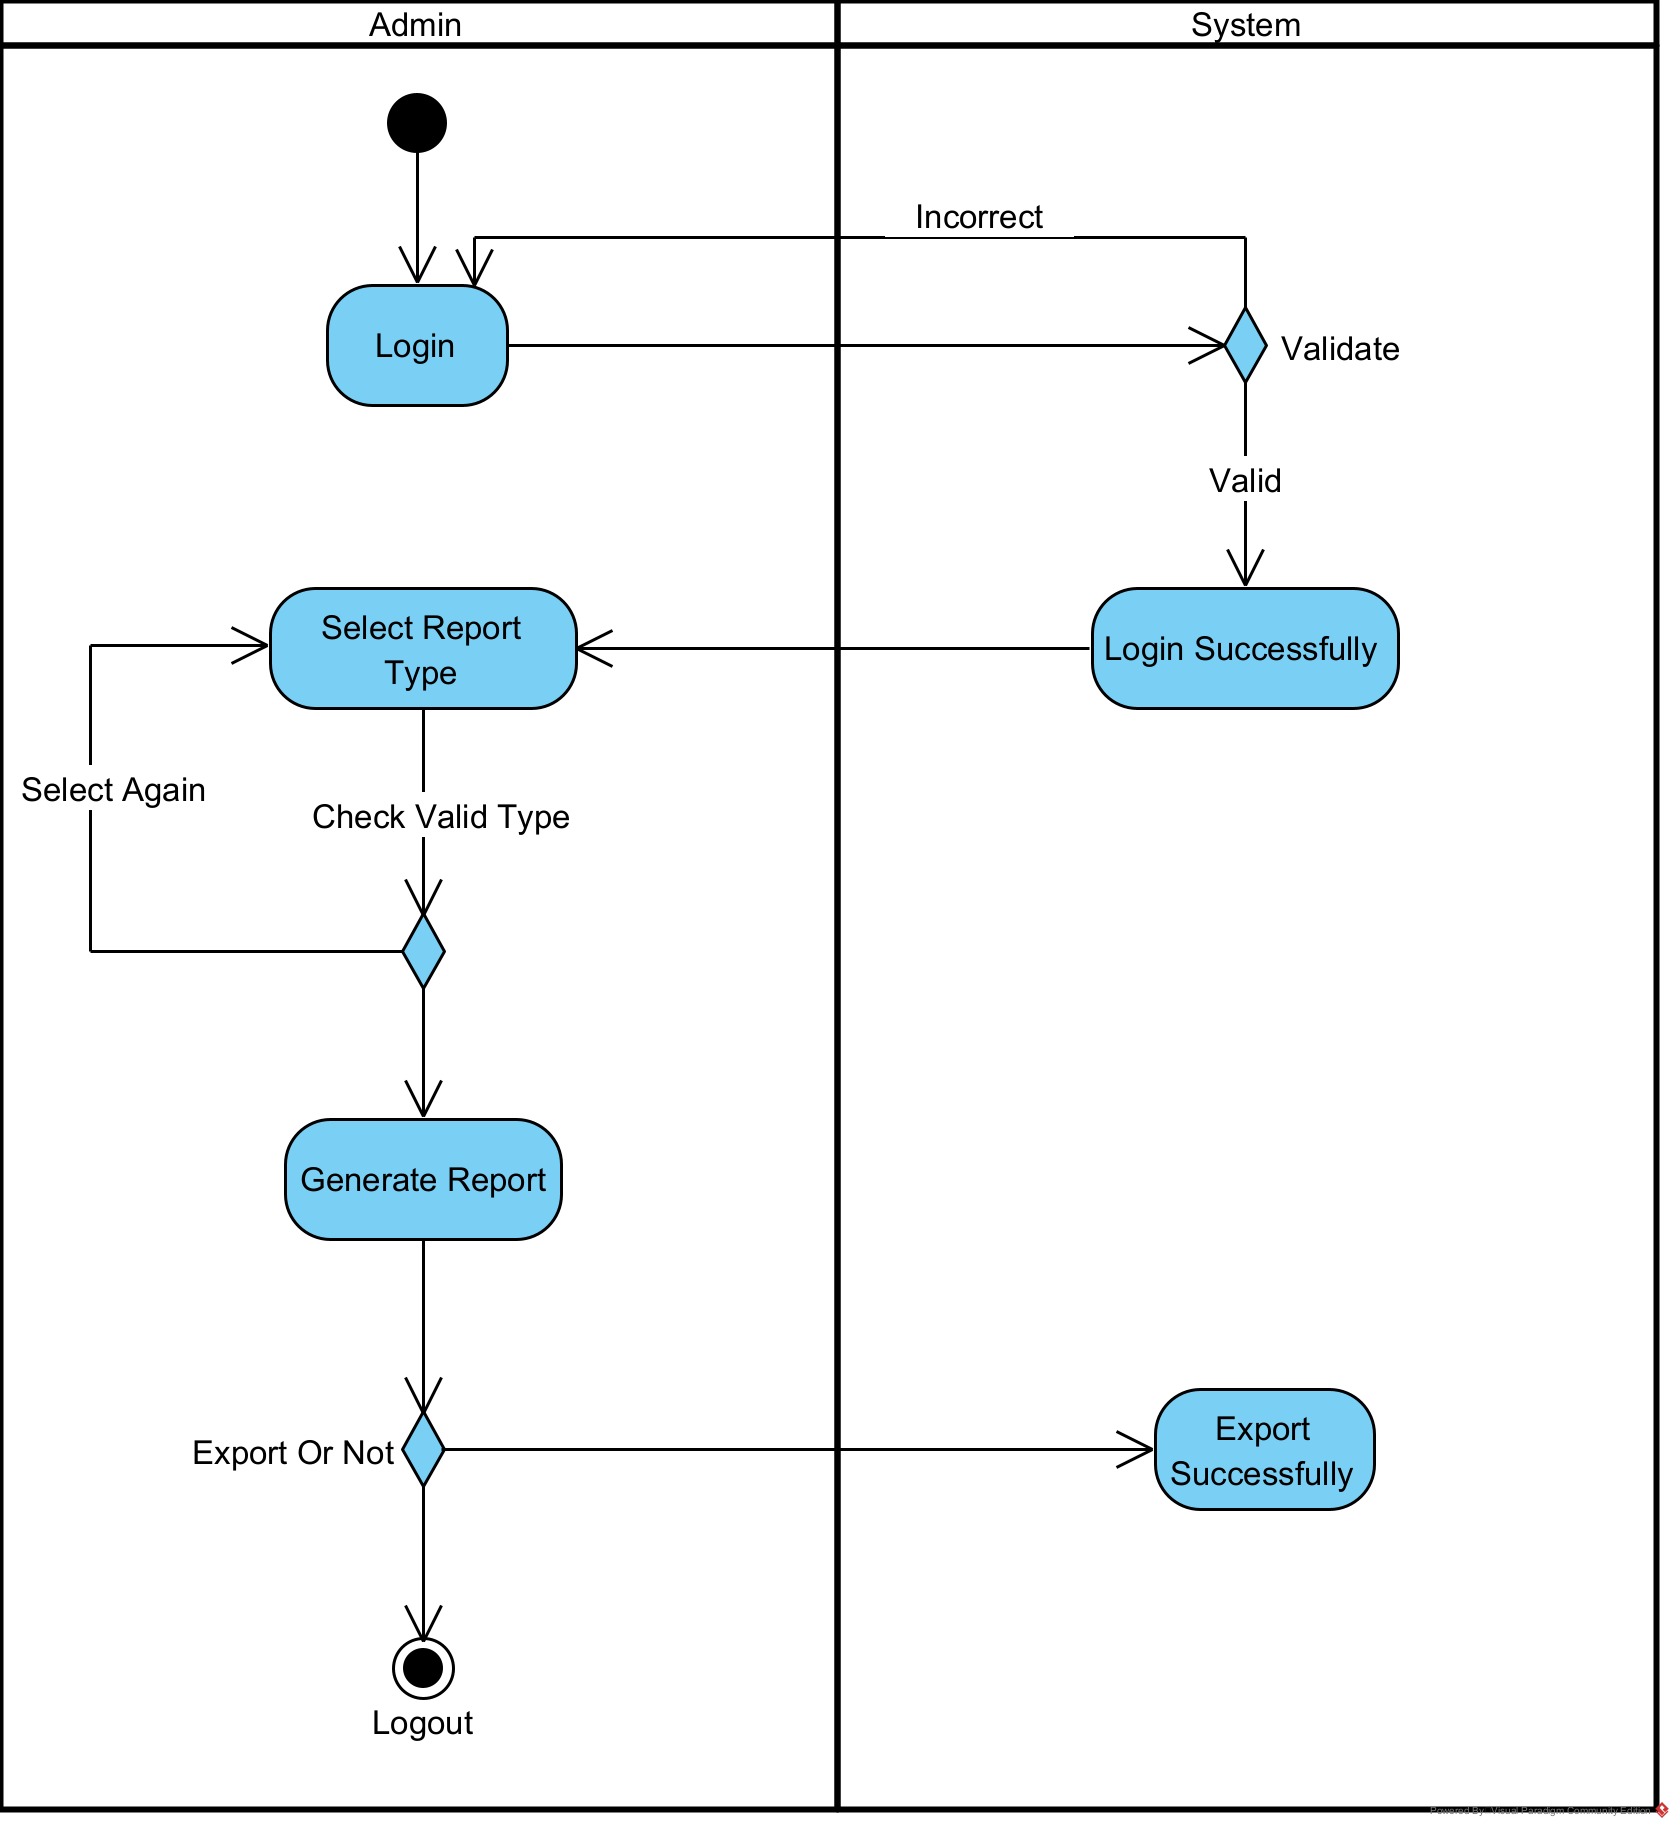 Admin
System
Incorrect
Login
Validate
Valid
Select Report
Type
Login Successfully
Select Again
Check Valid Type
Generate Report
Export
Successfully
Export Or Not
Logout
Powered By: Visual Paradigm Community Edition